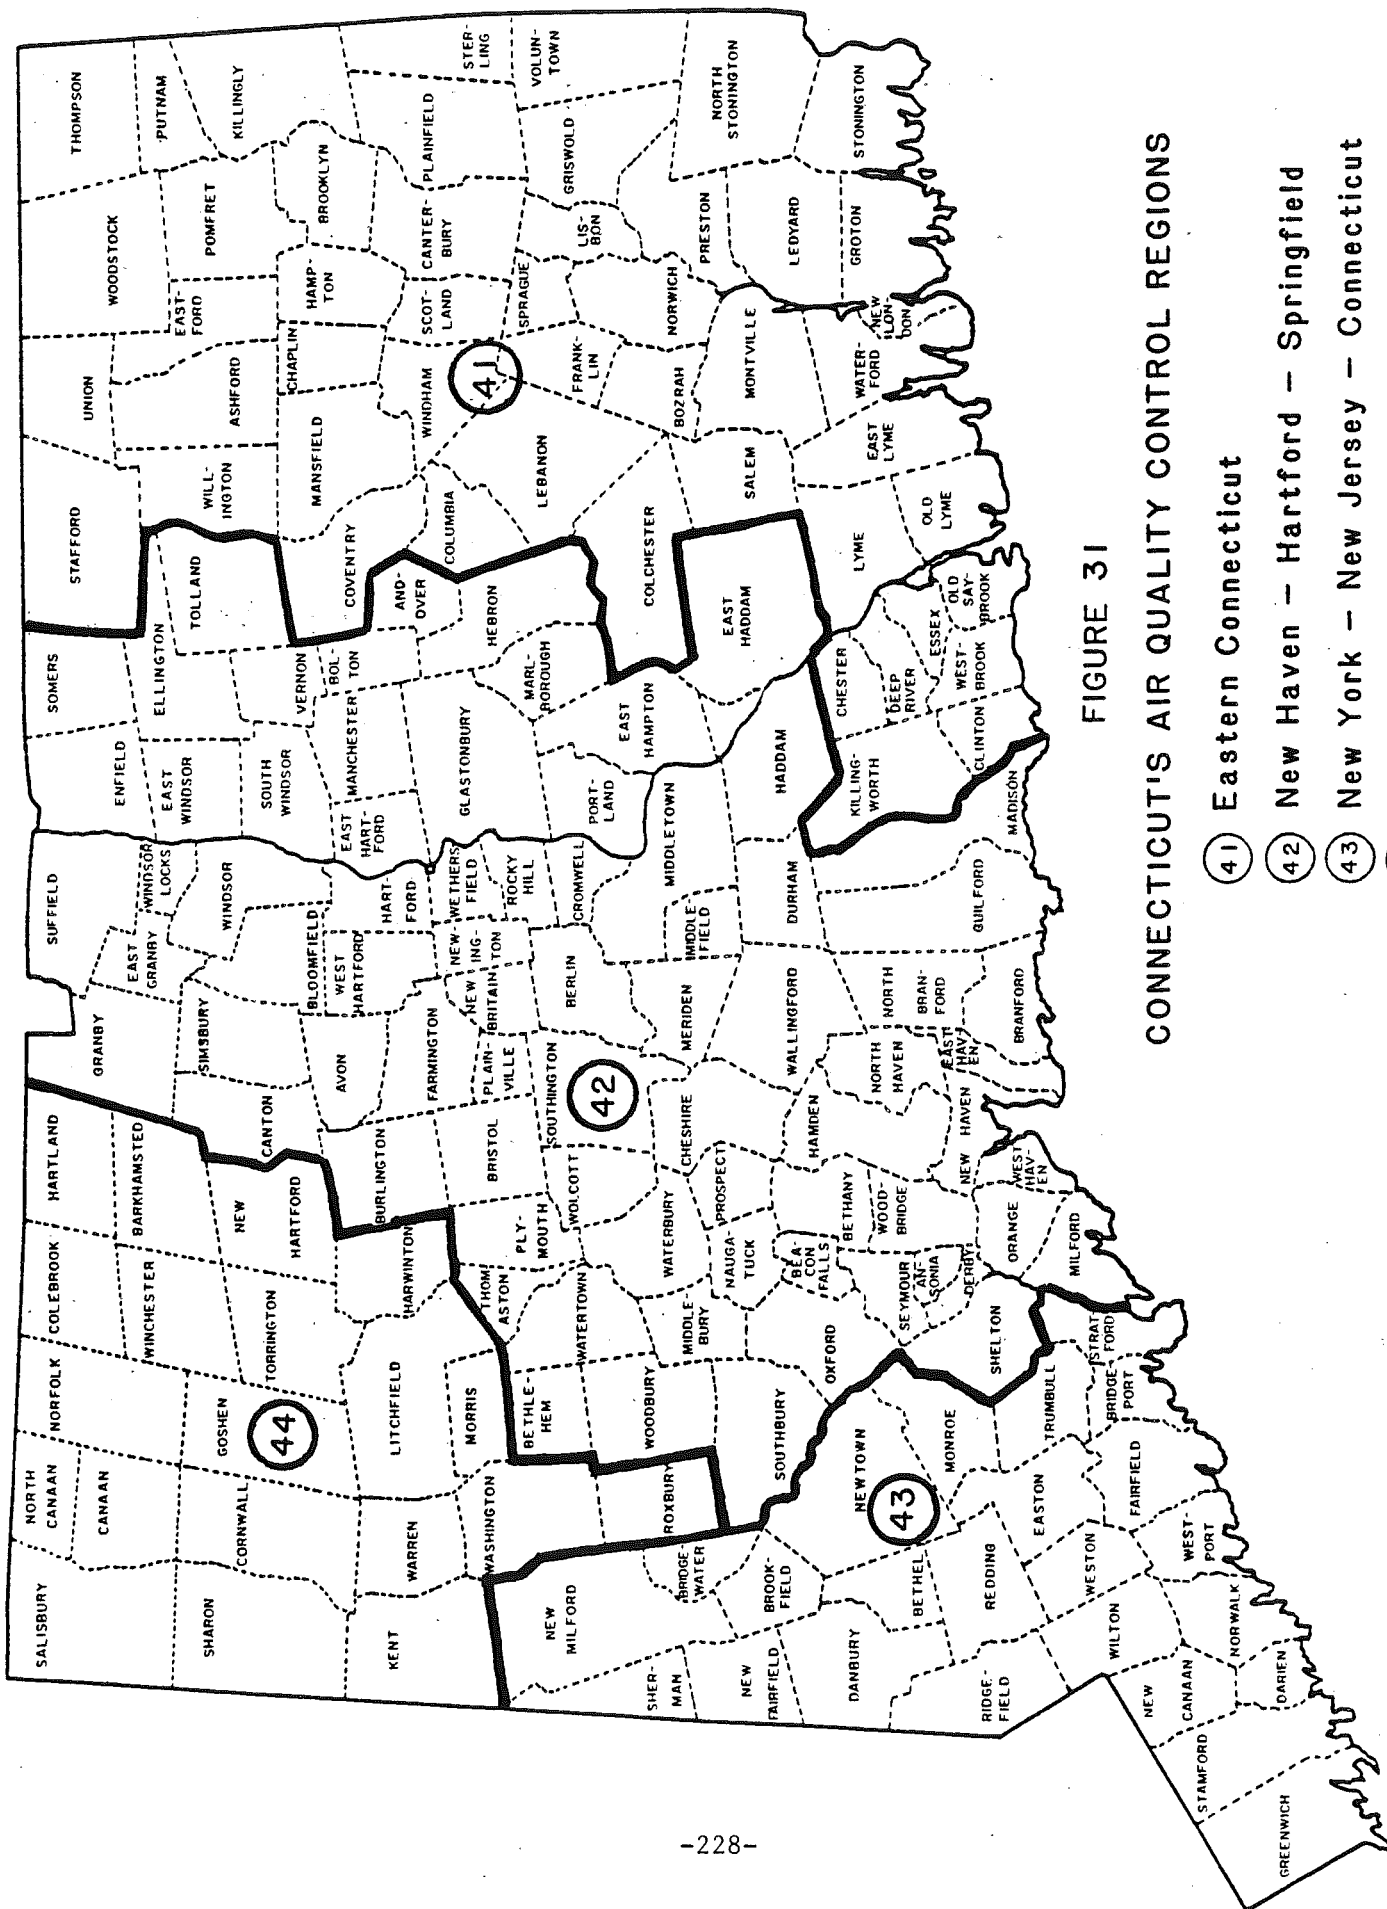 SALISBURY
NORTH
CANAAN
CANAAN
NORFOLK
COLEBROOK
HARTLAND
GRANBY
SUFFIELD
ENFIELD
SOMERS
STAFFORD
UNION
WOODSTOCK
THOMPSON
SHARON
CORNWALL
GOSHEN
44
WINCHESTER
TORRINGTON
BARKHAMSTED
NEW
HARTFORD
CANTON
SIMSBURY
EAST
GRANBY
WINDSOR
LOCKS
WINDSOR
EAST
WINDSOR
ELLINGTON
TOLLAND
WILL-
INGTON
ASHFORD
EAST-
FORD
POMFRET
PUTNAM
KILLINGLY
KENT
WARREN
LITCHFIELD
HARWINTON
BURLINGTON
AVON
BLOOMFIELD
WEST
HARTFORD
HART-
FORD
EAST
HART-
FORD
SOUTH
WINDSOR
MANCHESTER
VERNON
BOL-
TON
COVENTRY
AND-
OVER
COLUMBIA
MANSFIELD
CHAPLIN
HAMP-
TON
BROOKLYN
WINDHAM
SCOT-
LAND
CANTER-
BURY
PLAINFIELD
STER-
LING
VOLUN-
TOWN
WASHINGTON
MORRIS
BETHLE-
HEM
THOM
ASTON
WATERTOWN
PLY-
MOUTH
BRISTOL
FARMINGTON
PLAIN-
VILLE
NEW
BRITAIN
NEW-
ING-
TON
WETHERS
FIELD
ROCKY
HILL
GLASTONBURY
MARL-
BOROUGH
HEBRON
LEBANON
41
SPRAGUE
FRANK-
LIN
LIS-
BON
GRISWOLD
NEW
MILFORD
ROXBURY
WOODBURY
WOLCOTT
SOUTHINGTON
42
BERLIN
CROMWELL
PORT-
LAND
EAST
HAMPTON
COLCHESTER
BOZRAH
NORWICH
PRESTON
NORTH
STONINGTON
SHER-
MAN
BRIDGE-
WATER
SOUTHBURY
MIDDLE-
BURY
WATERBURY
NAUGA-
TUCK
PROSPECT
CHESHIRE
MERIDEN
MIDDLE-
FIELD
MIDDLETOWN
HADDAM
EAST
HADDAM
SALEM
MONTVILLE
LEDYARD
NEW
FAIRFIELD
BROOK-
FIELD
NEWTOWN
43
OXFORD
BEA-
CON
FALLS
BETHANY
HAMDEN
WALLINGFORD
DURHAM
KILLING-
WORTH
CHESTER
DEEP
RIVER
ESSEX
LYME
EAST
LYME
WATER-
FORD
NEW
LON-
DON
GROTON
STONINGTON
DANBURY
BETHEL
SEYMOUR
AN-
SONIA
DERBY
WOOD-
BRIDGE
NORTH
HAVEN
NORTH
BRAN-
FORD
GUILFORD
MADISON
CLINTON
WEST-
BROOK
OLD
SAY-
BROOK
OLD
LYME
RIDGE-
FIELD
REDDING
MONROE
SHELTON
ORANGE
NEW
HAVEN
WEST
HAV-
EN
EAST
HAV-
EN
BRANFORD
EASTON
TRUMBULL
STRAT
FORD
MILFORD
WILTON
WESTON
FAIRFIELD
BRIDGE-
PORT
NEW
CANAAN
NORWALK
WEST-
PORT
STAMFORD
DARIEN
GREENWICH
FIGURE 31
CONNECTICUT'S AIR QUALITY CONTROL REGIONS
41 Eastern Connecticut
42 New Haven – Hartford – Springfield
43 New York – New Jersey – Connecticut
-228-